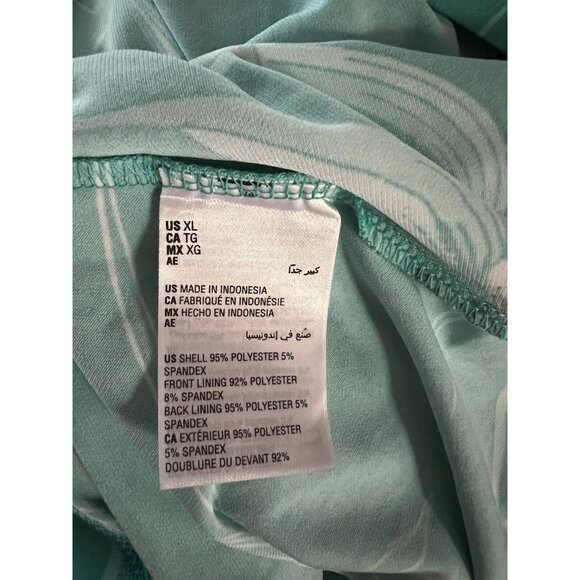 US XL
CA TG
MX XG
AE
كبير جدًا
US MADE IN INDONESIA
CA FABRIQUÉ EN INDONÉSIE
MX HECHO EN INDONESIA
AE
صُنع في إندونيسيا
US SHELL 95% POLYESTER 5%
SPANDEX
FRONT LINING 92% POLYESTER
8% SPANDEX
BACK LINING 95% POLYESTER 5%
SPANDEX
CA EXTÉRIEUR 95% POLYESTER
5% SPANDEX
DOUBLURE DU DEVANT 92%